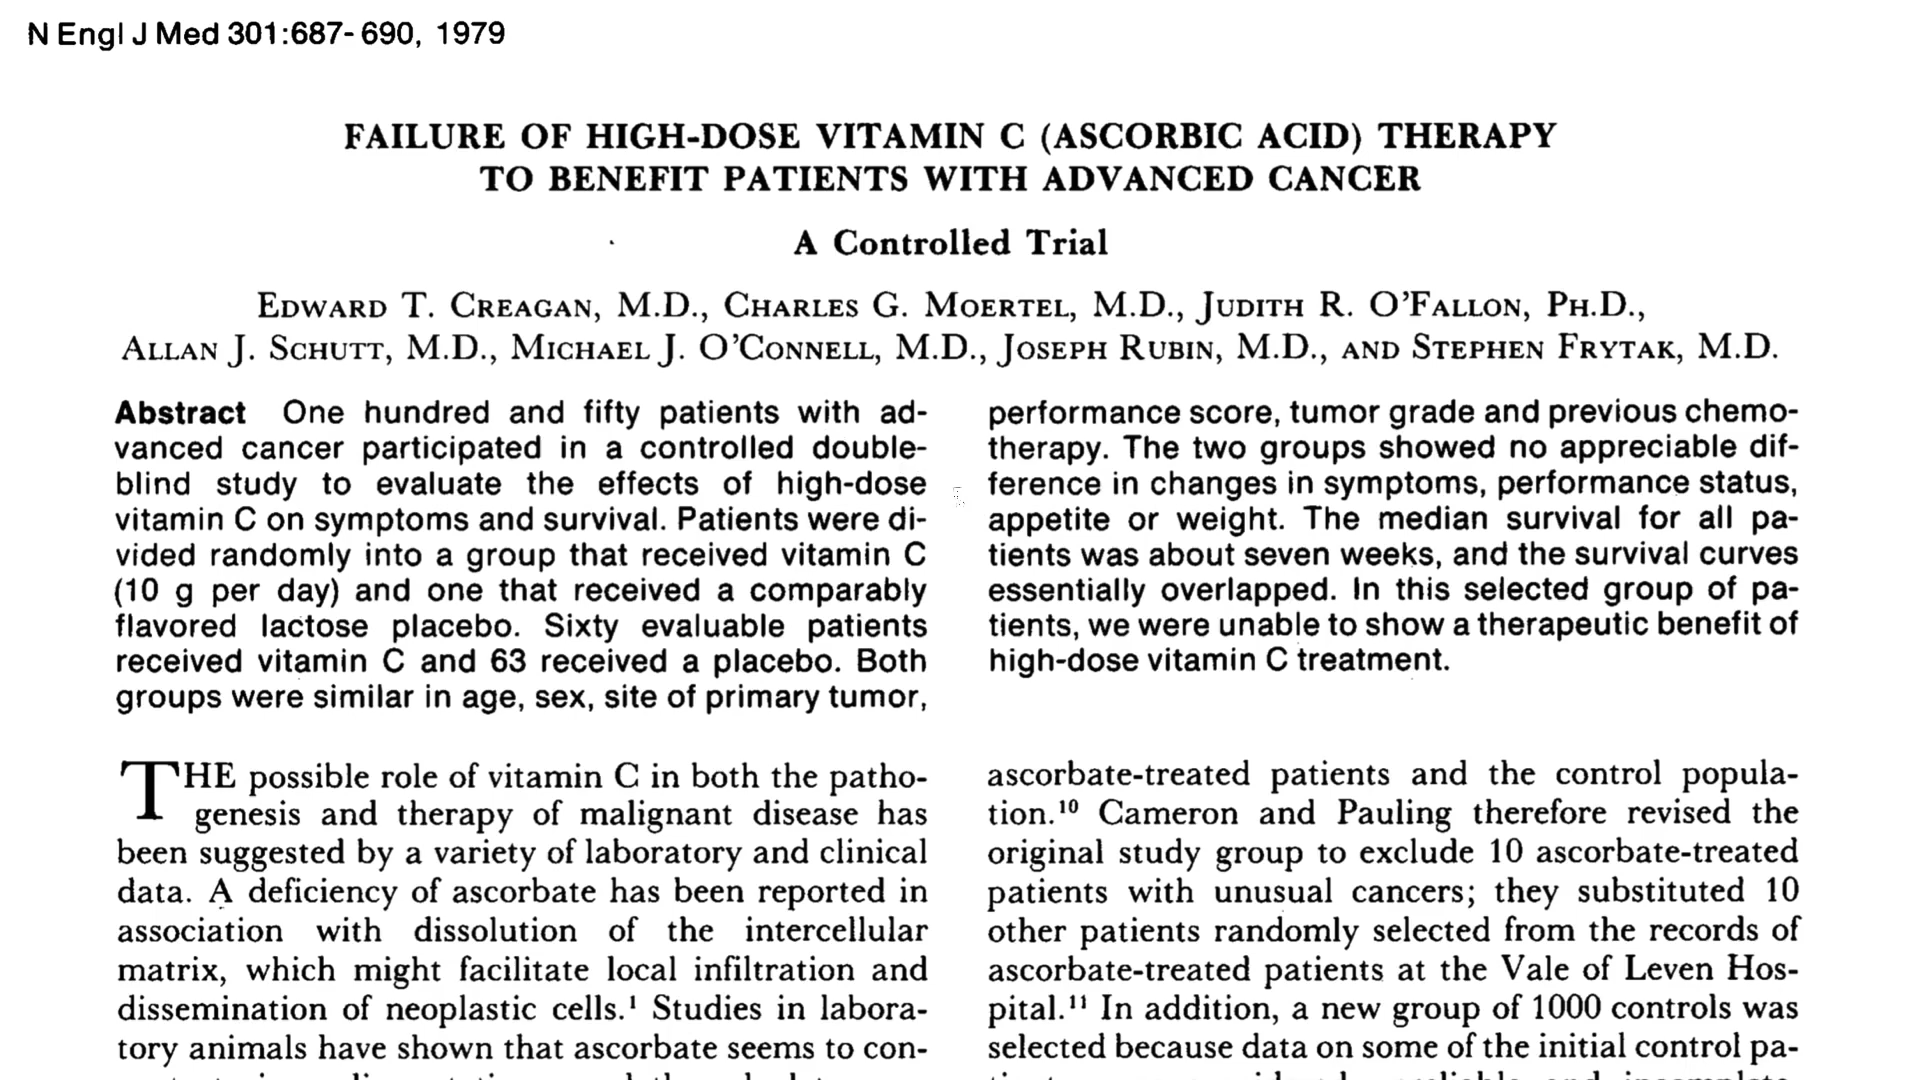 N Engl J Med 301:687-690, 1979
FAILURE OF HIGH-DOSE VITAMIN C (ASCORBIC ACID) THERAPY
TO BENEFIT PATIENTS WITH ADVANCED CANCER
A Controlled Trial
EDWARD T. CREAGAN, M.D., CHARLES G. MOERTEL, M.D., JUDITH R. O'FALLON, PH.D.,
ALLAN J. SCHUTT, M.D., MICHAEL J. O'CONNELL, M.D., JOSEPH RUBIN, M.D., AND STEPHEN FRYTAK, M.D.
Abstract One hundred and fifty patients with ad-
vanced cancer participated in a controlled double-
blind study to evaluate the effects of high-dose
vitamin C on symptoms and survival. Patients were di-
vided randomly into a group that received vitamin C
(10 g per day) and one that received a comparably
flavored lactose placebo. Sixty evaluable patients
received vitamin C and 63 received a placebo. Both
groups were similar in age, sex, site of primary tumor,
performance score, tumor grade and previous chemo-
therapy. The two groups showed no appreciable dif-
ference in changes in symptoms, performance status,
appetite or weight. The median survival for all pa-
tients was about seven weeks, and the survival curves
essentially overlapped. In this selected group of pa-
tients, we were unable to show a therapeutic benefit of
high-dose vitamin C treatment.
THE possible role of vitamin C in both the patho-
genesis and therapy of malignant disease has
been suggested by a variety of laboratory and clinical
data. A deficiency of ascorbate has been reported in
association with dissolution of the intercellular
matrix, which might facilitate local infiltration and
dissemination of neoplastic cells.¹ Studies in labora-
tory animals have shown that ascorbate seems to con-
ascorbate-treated patients and the control popula-
tion.¹⁰ Cameron and Pauling therefore revised the
original study group to exclude 10 ascorbate-treated
patients with unusual cancers; they substituted 10
other patients randomly selected from the records of
ascorbate-treated patients at the Vale of Leven Hos-
pital.¹¹ In addition, a new group of 1000 controls was
selected because data on some of the initial control pa-